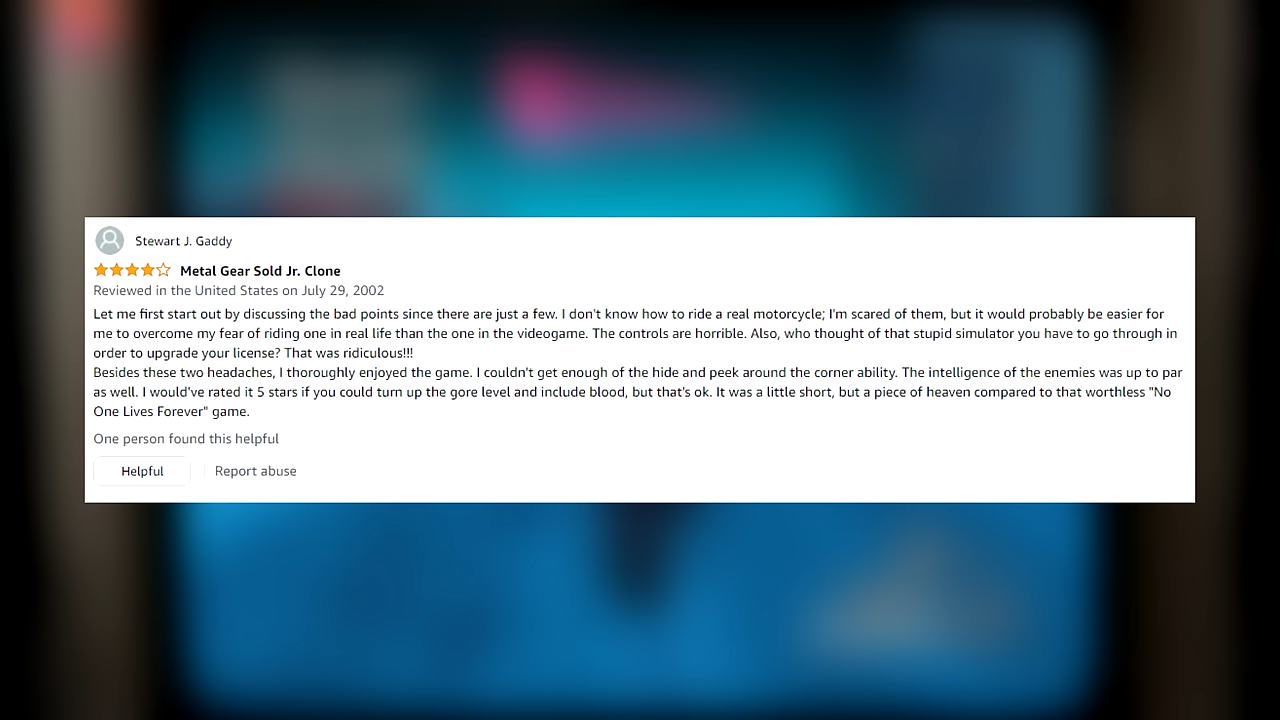 Stewart J. Gaddy
Metal Gear Sold Jr. Clone
Reviewed in the United States on July 29, 2002
Let me first start out by discussing the bad points since there are just a few. I don't know how to ride a real motorcycle; I'm scared of them, but it would probably be easier for
me to overcome my fear of riding one in real life than the one in the videogame. The controls are horrible. Also, who thought of that stupid simulator you have to go through in
order to upgrade your license? That was ridiculous!!!
Besides these two headaches, I thoroughly enjoyed the game. I couldn't get enough of the hide and peek around the corner ability. The intelligence of the enemies was up to par
as well. I would've rated it 5 stars if you could turn up the gore level and include blood, but that's ok. It was a little short, but a piece of heaven compared to that worthless "No
One Lives Forever" game.
One person found this helpful
Helpful
Report abuse